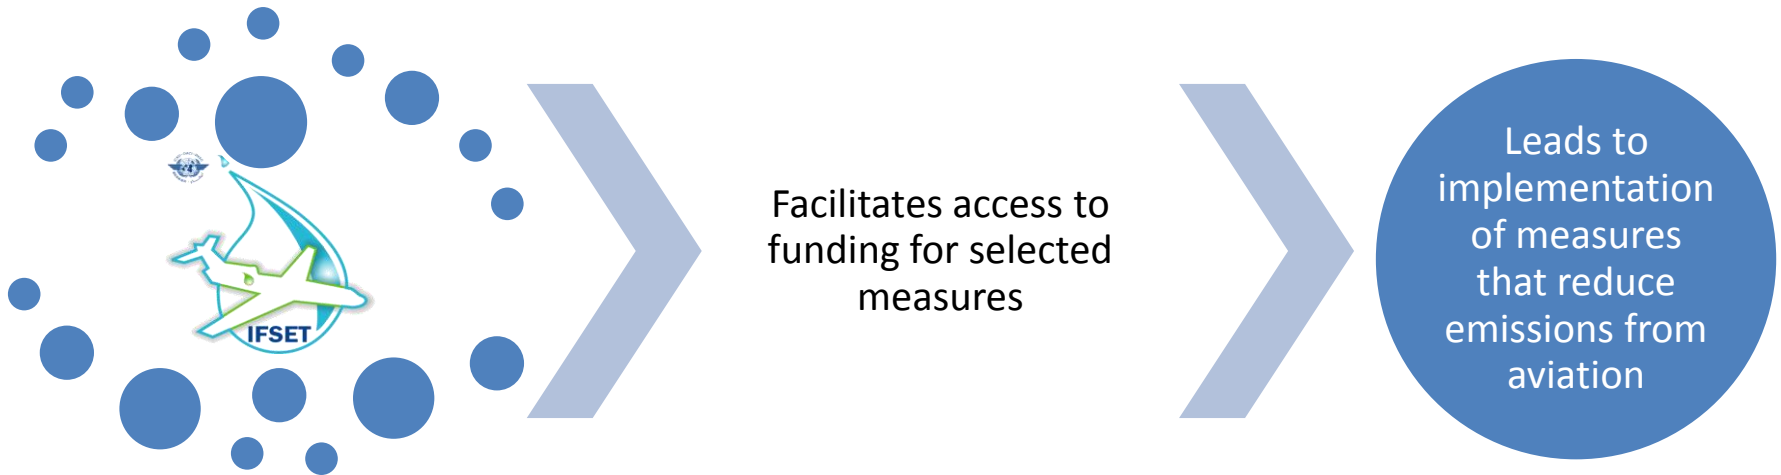 IFSET
Facilitates access to
funding for selected
measures
Leads to
implementation
of measures
that reduce
emissions from
aviation